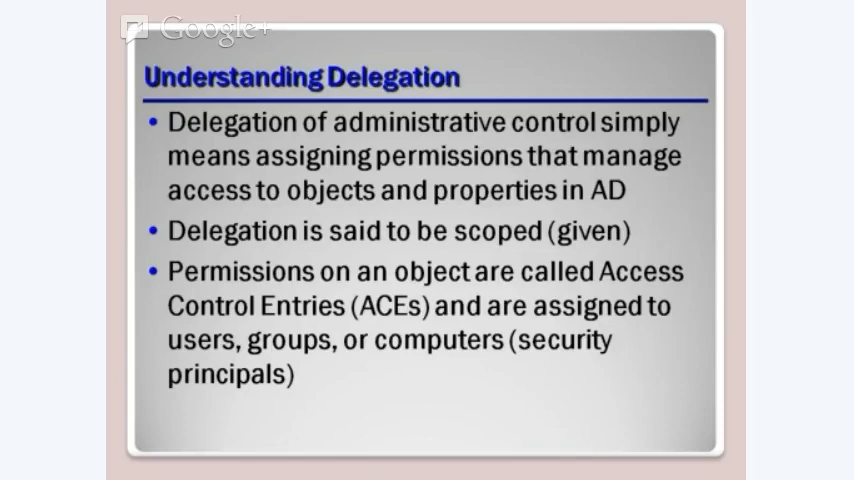 Google+
Understanding Delegation
• Delegation of administrative control simply
means assigning permissions that manage
access to objects and properties in AD
• Delegation is said to be scoped (given)
• Permissions on an object are called Access
Control Entries (ACEs) and are assigned to
users, groups, or computers (security
principals)